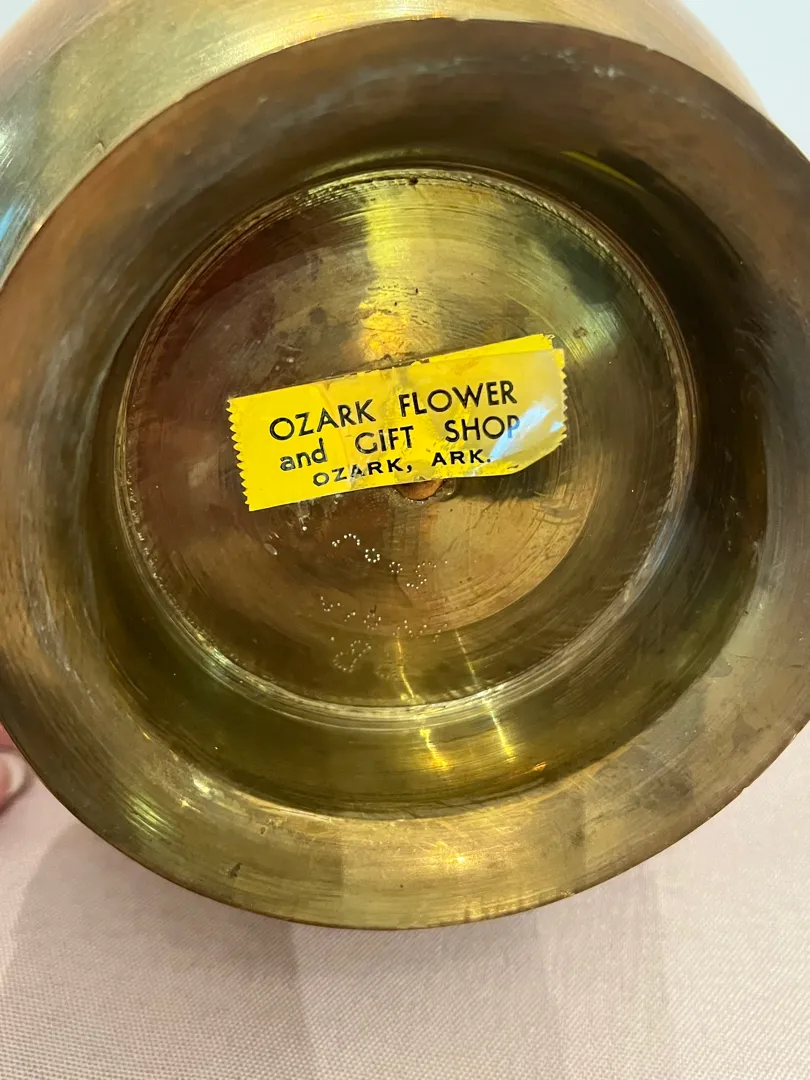 OZARK FLOWER
and GIFT SHOP
OZARK, ARK.